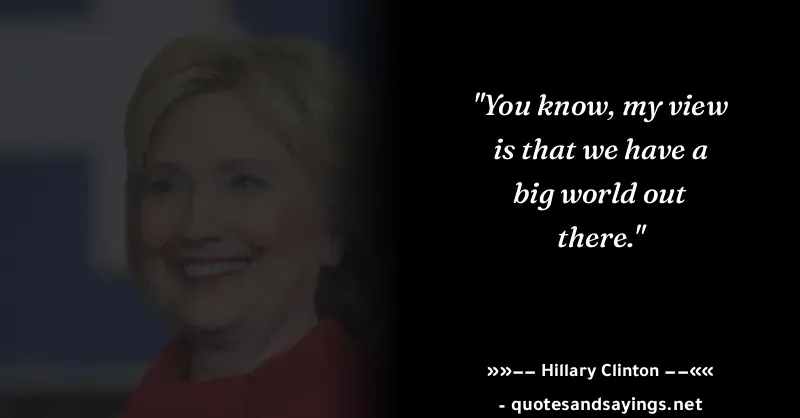 "You know, my view
is that we have a
big world out
there."
»»−− Hillary Clinton −−««
- quotesandsayings.net